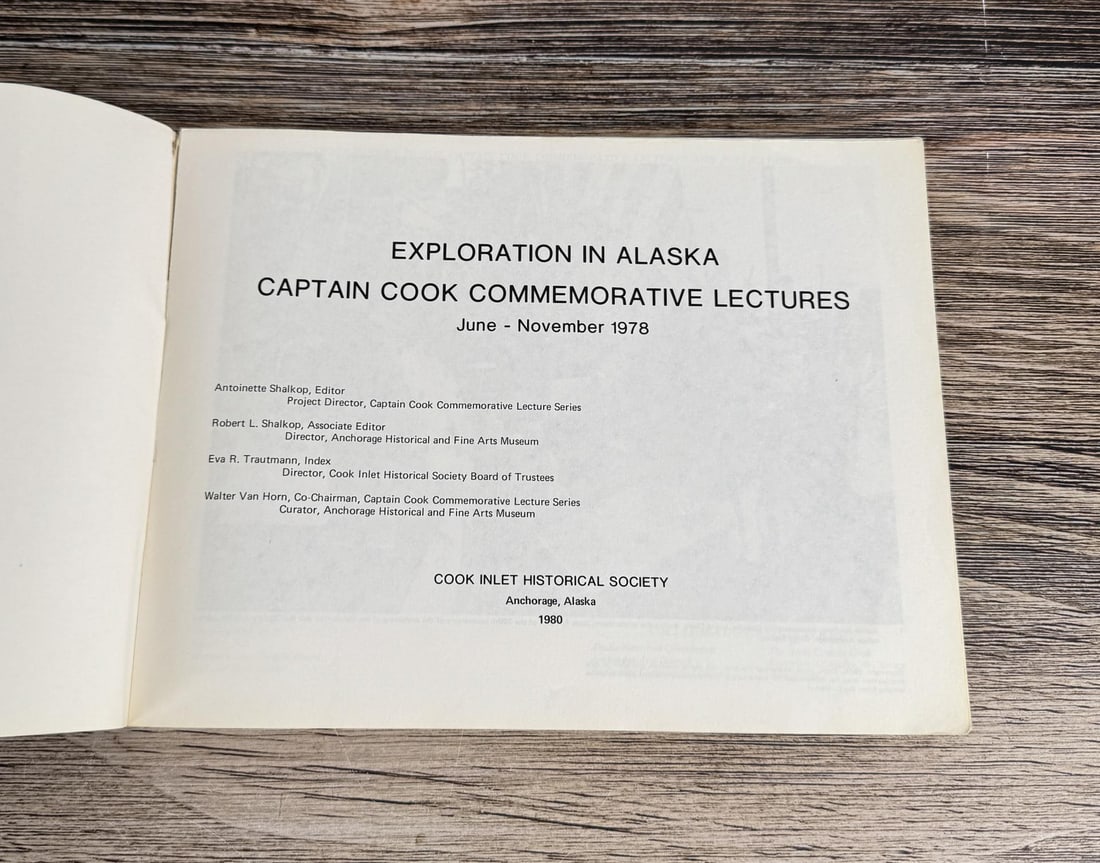 EXPLORATION IN ALASKA
CAPTAIN COOK COMMEMORATIVE LECTURES
June - November 1978
Antoinette Shalkop, Editor
Project Director, Captain Cook Commemorative Lecture Series
Robert L. Shalkop, Associate Editor
Director, Anchorage Historical and Fine Arts Museum
Eva R. Trautmann, Index
Director, Cook Inlet Historical Society Board of Trustees
Walter Van Horn, Co-Chairman, Captain Cook Commemorative Lecture Series
Curator, Anchorage Historical and Fine Arts Museum
COOK INLET HISTORICAL SOCIETY
Anchorage, Alaska
1980